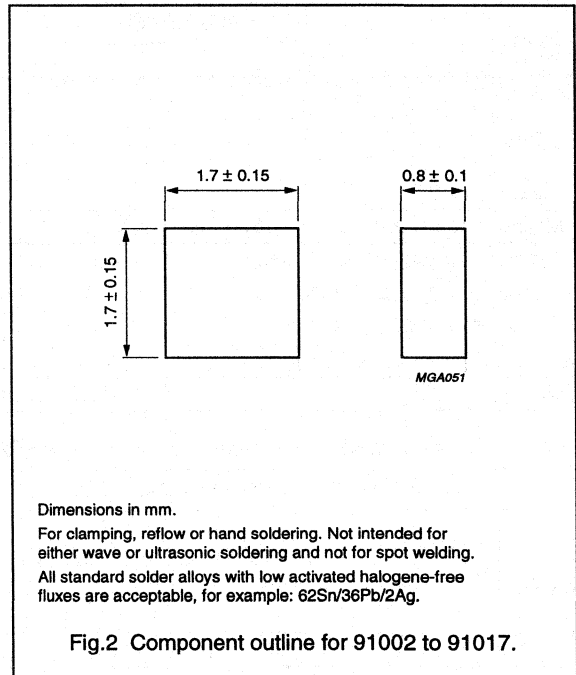 1.7 ± 0.15
0.8 ± 0.1
1.7 ± 0.15
MGA051
Dimensions in mm.
For clamping, reflow or hand soldering. Not intended for
either wave or ultrasonic soldering and not for spot welding.
All standard solder alloys with low activated halogene-free
fluxes are acceptable, for example: 62Sn/36Pb/2Ag.
Fig.2 Component outline for 91002 to 91017.